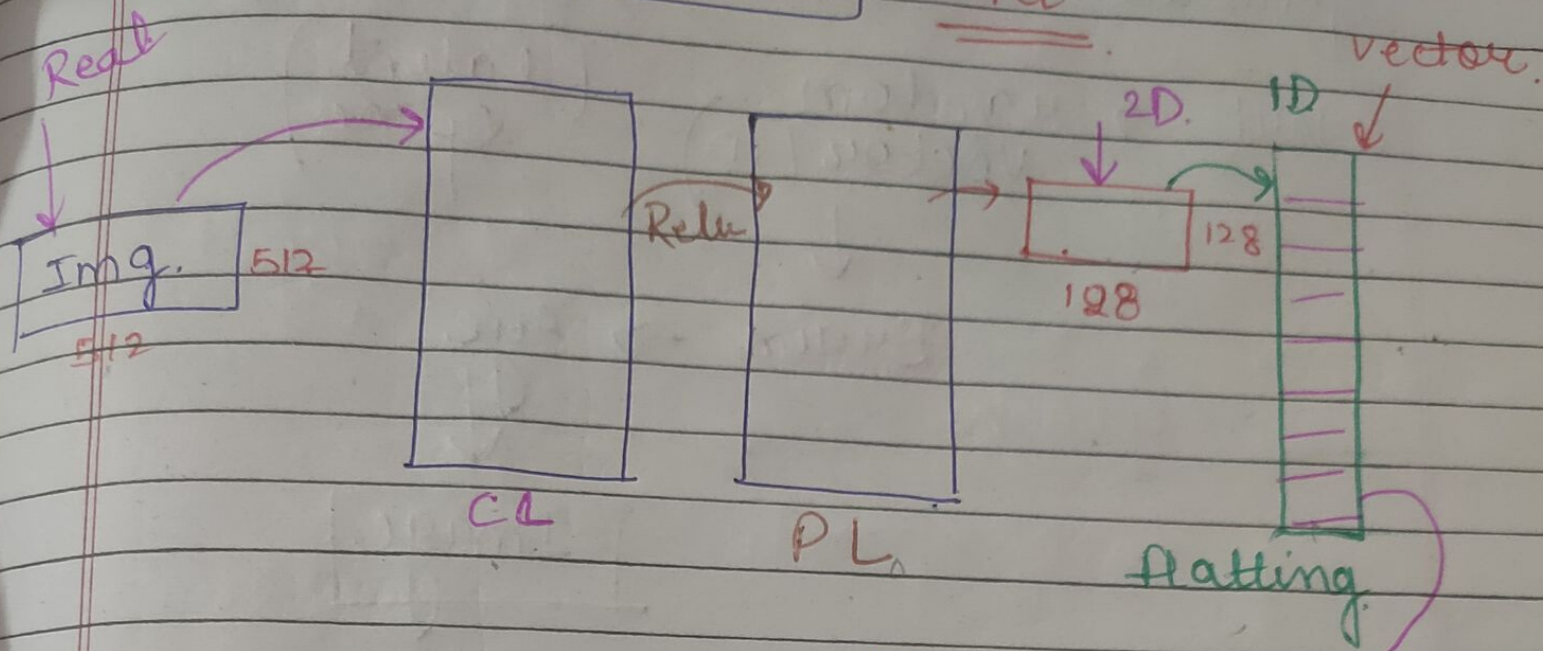 Real
vector.
2D.
1D
Img.
512
512
Relu
128
128
CL
PL
flatting